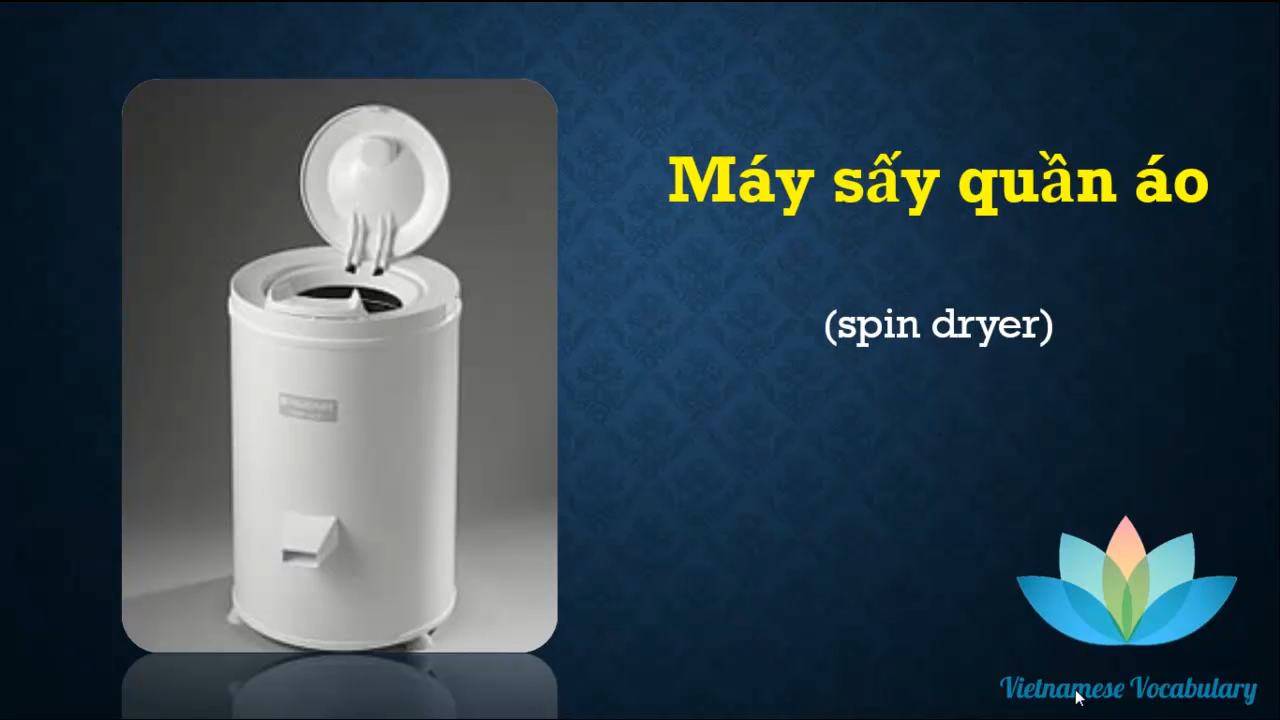 Máy sấy quần áo
(spin dryer)
Vietnamese Vocabulary